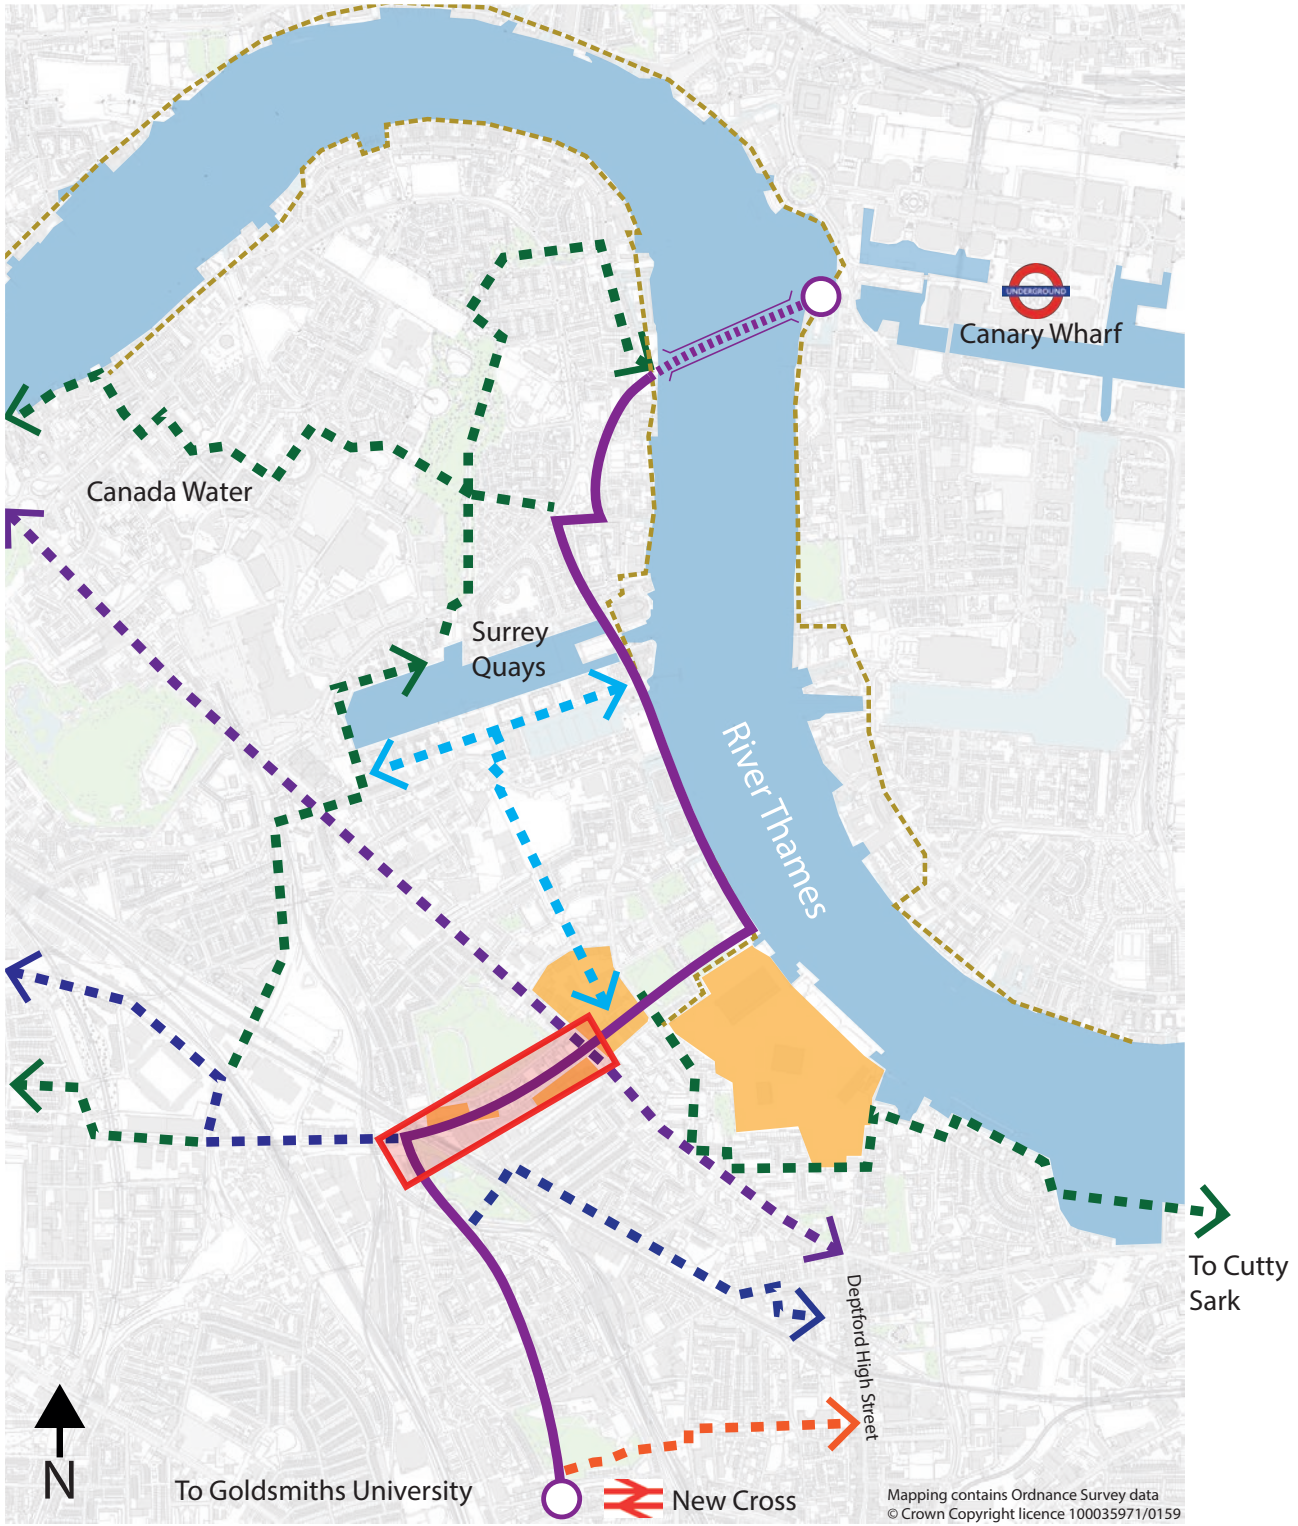 UNDERGROUND
Canary Wharf
Canada Water
Surrey
Quays
River Thames
To Cutty
Sark
Deptford High Street
N
To Goldsmiths University
New Cross
Mapping contains Ordnance Survey data
© Crown Copyright licence 100035971/0159